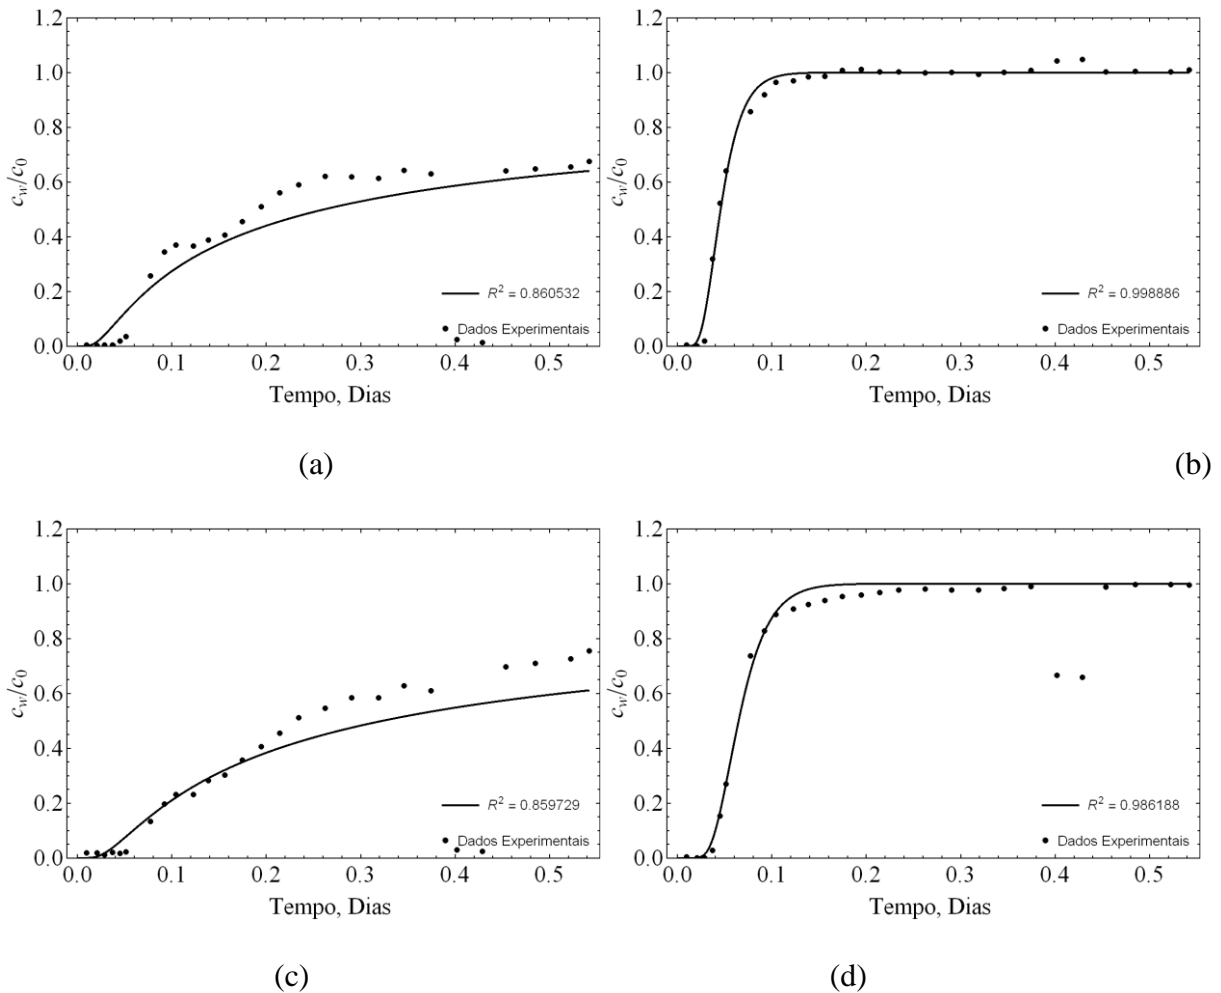 1.2
1.0
0.8
0.6
0.4
0.2
0.0
c_w/c_0
R² = 0.860532
Dados Experimentais
0.0 0.1 0.2 0.3 0.4 0.5
Tempo, Dias
(a)
1.2
1.0
0.8
0.6
0.4
0.2
0.0
c_w/c_0
R² = 0.998886
Dados Experimentais
0.0 0.1 0.2 0.3 0.4 0.5
Tempo, Dias
(b)
1.2
1.0
0.8
0.6
0.4
0.2
0.0
c_w/c_0
R² = 0.859729
Dados Experimentais
0.0 0.1 0.2 0.3 0.4 0.5
Tempo, Dias
(c)
1.2
1.0
0.8
0.6
0.4
0.2
0.0
c_w/c_0
R² = 0.986188
Dados Experimentais
0.0 0.1 0.2 0.3 0.4 0.5
Tempo, Dias
(d)